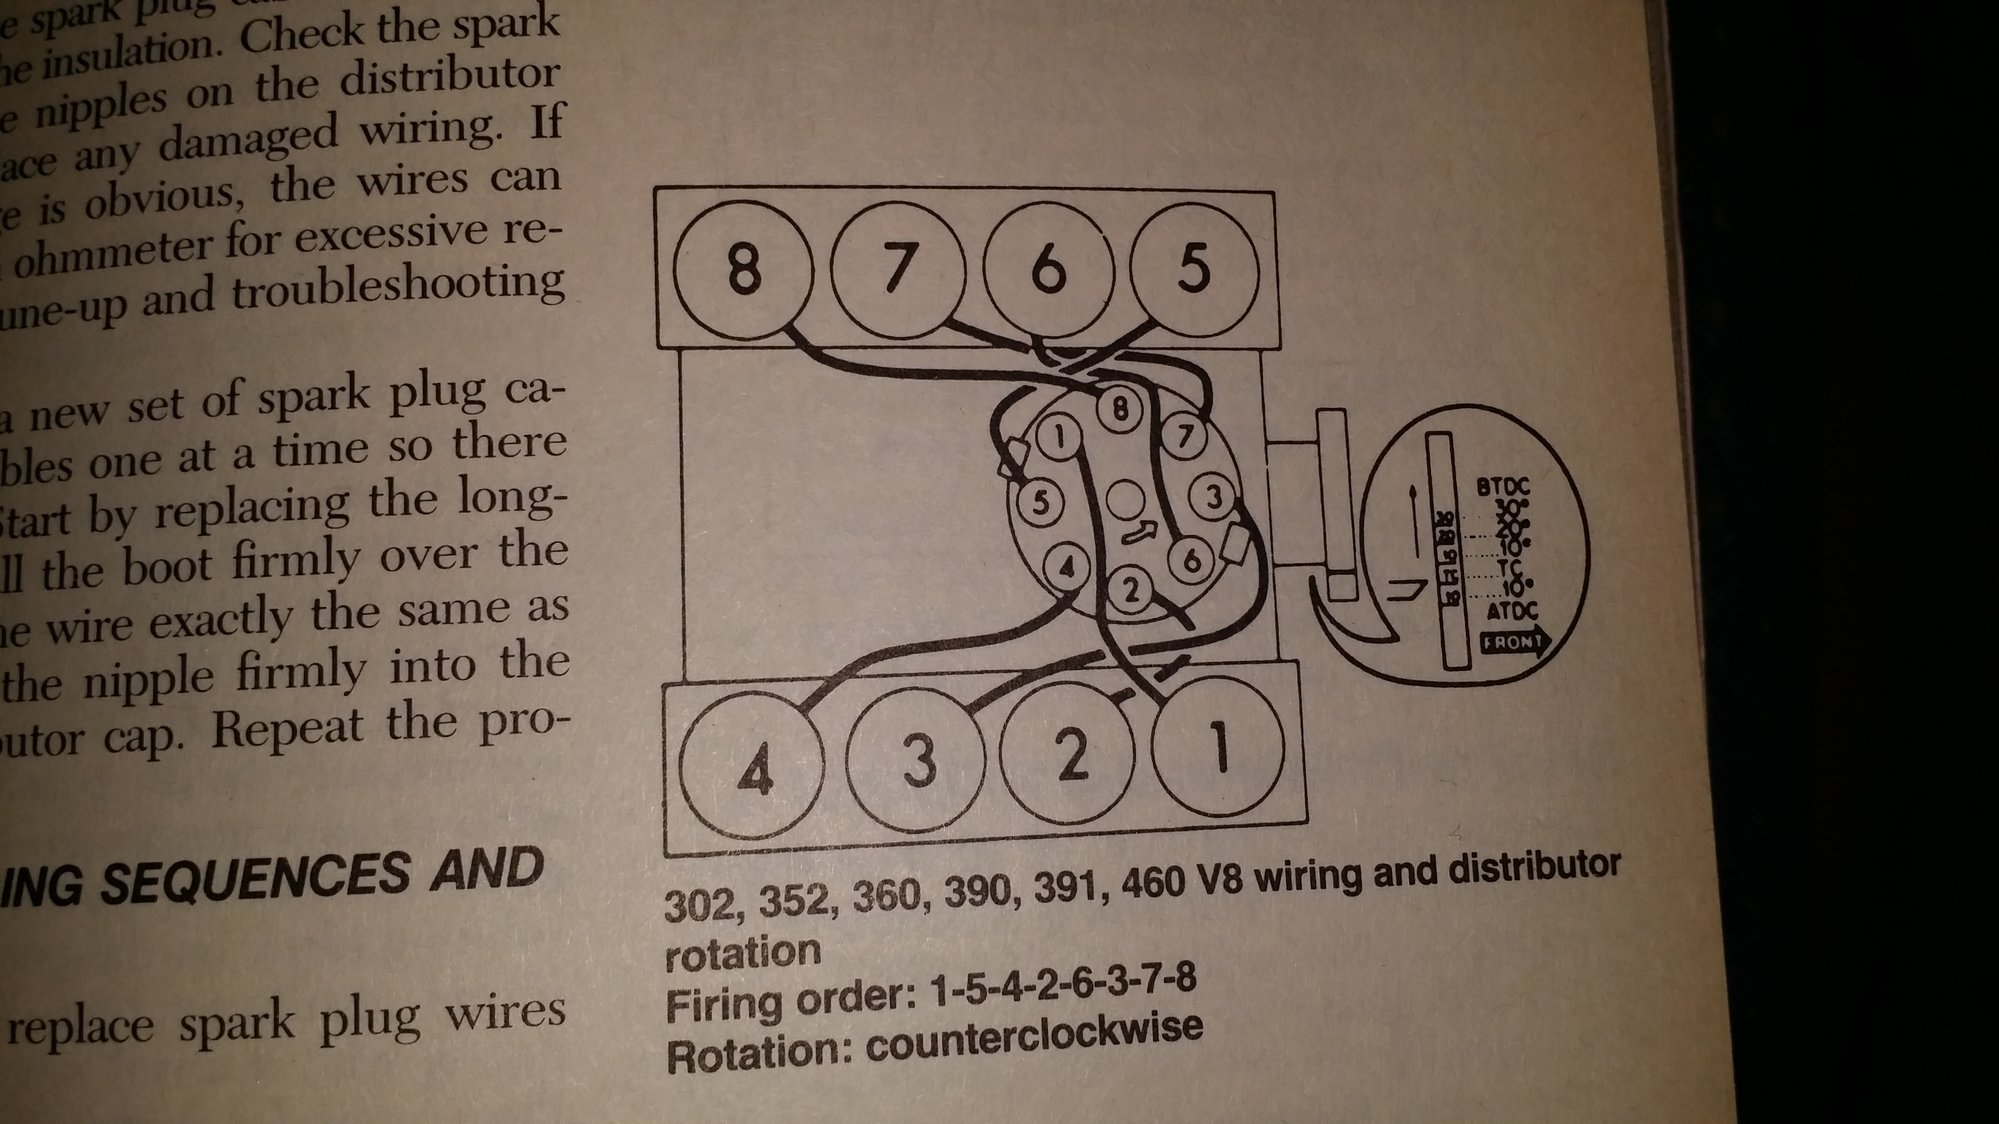 spark plug
insulation. Check the spark
nipples on the distributor
any damaged wiring. If
is obvious, the wires can
ohmmeter for excessive re-
une-up and troubleshooting
a new set of spark plug ca-
bles one at a time so there
Start by replacing the long-
ll the boot firmly over the
wire exactly the same as
the nipple firmly into the
utor cap. Repeat the pro-
ING SEQUENCES AND
replace spark plug wires
8 7 6 5
8
1 7
5 3
4 6
2
4 3 2 1
BTDC
30°
20°
10°
TC
10°
ATDC
FRONT
302, 352, 360, 390, 391, 460 V8 wiring and distributor
rotation
Firing order: 1-5-4-2-6-3-7-8
Rotation: counterclockwise